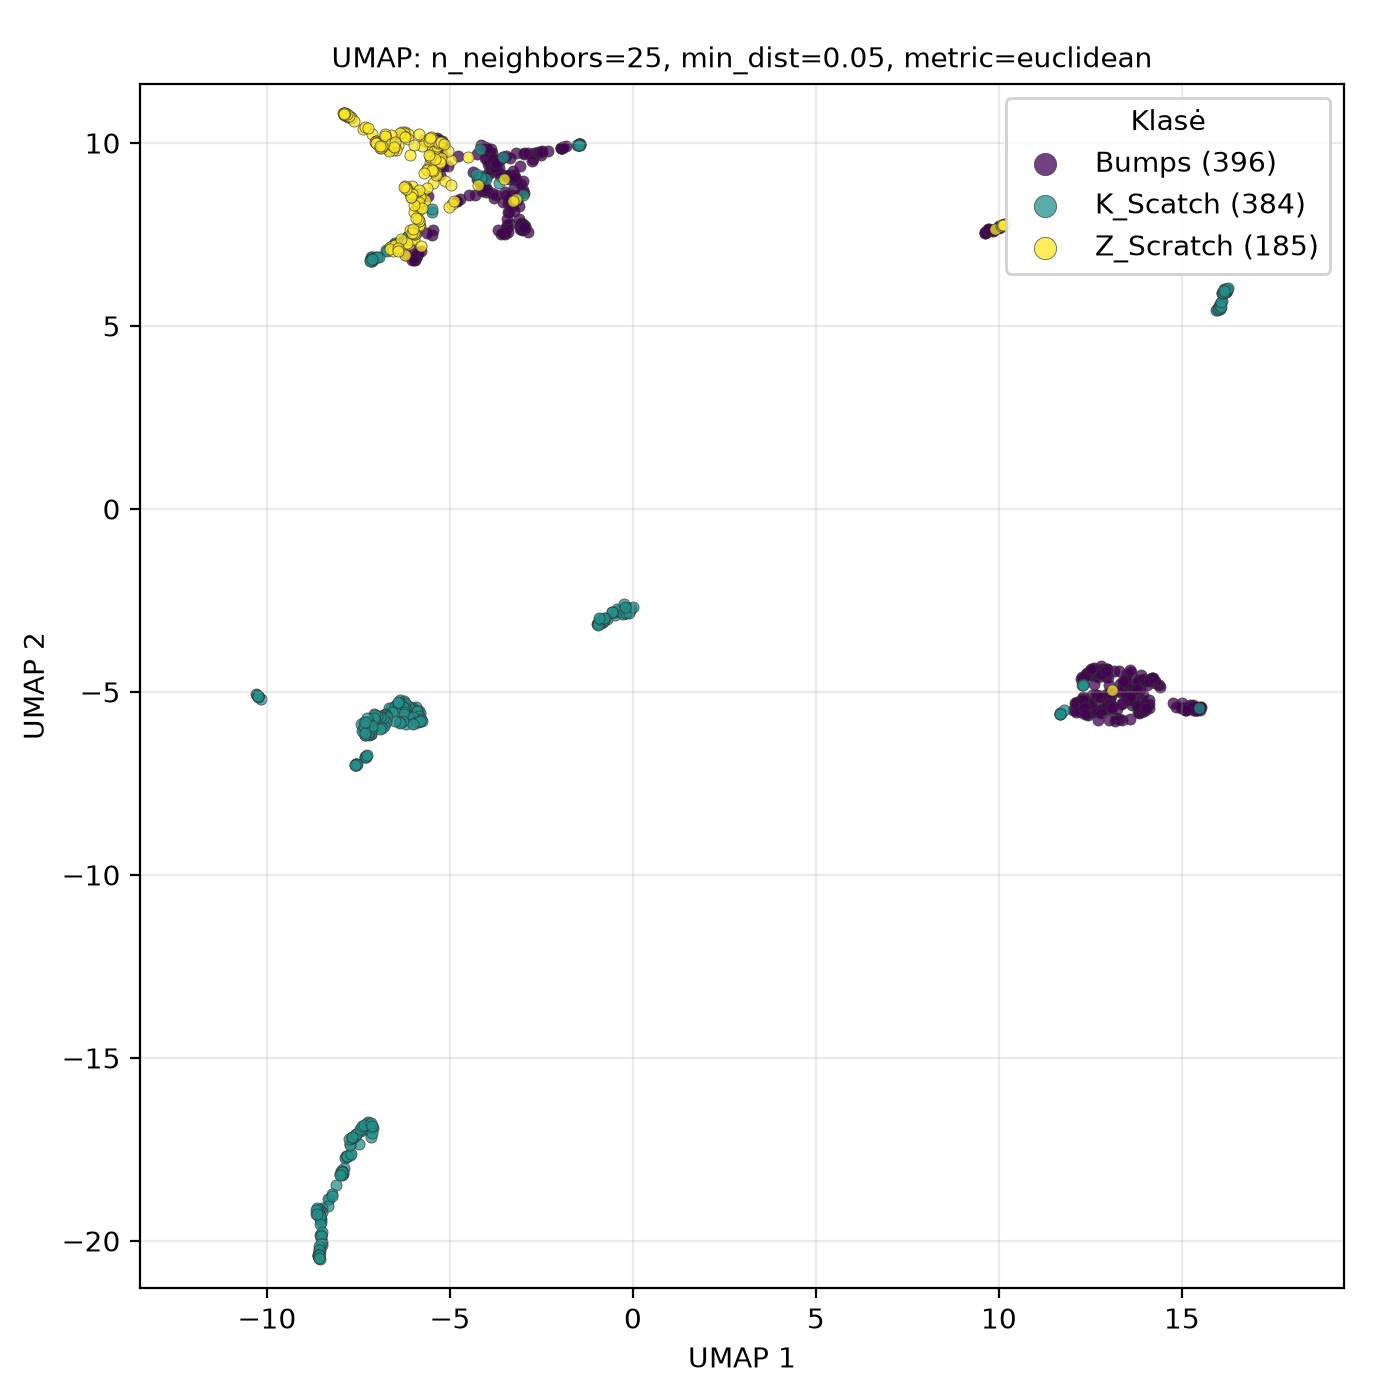 UMAP: n_neighbors=25, min_dist=0.05, metric=euclidean
Klasė
Bumps (396)
K_Scatch (384)
Z_Scratch (185)
10
5
0
−5
−10
−15
−20
UMAP 2
−10
−5
0
5
10
15
UMAP 1